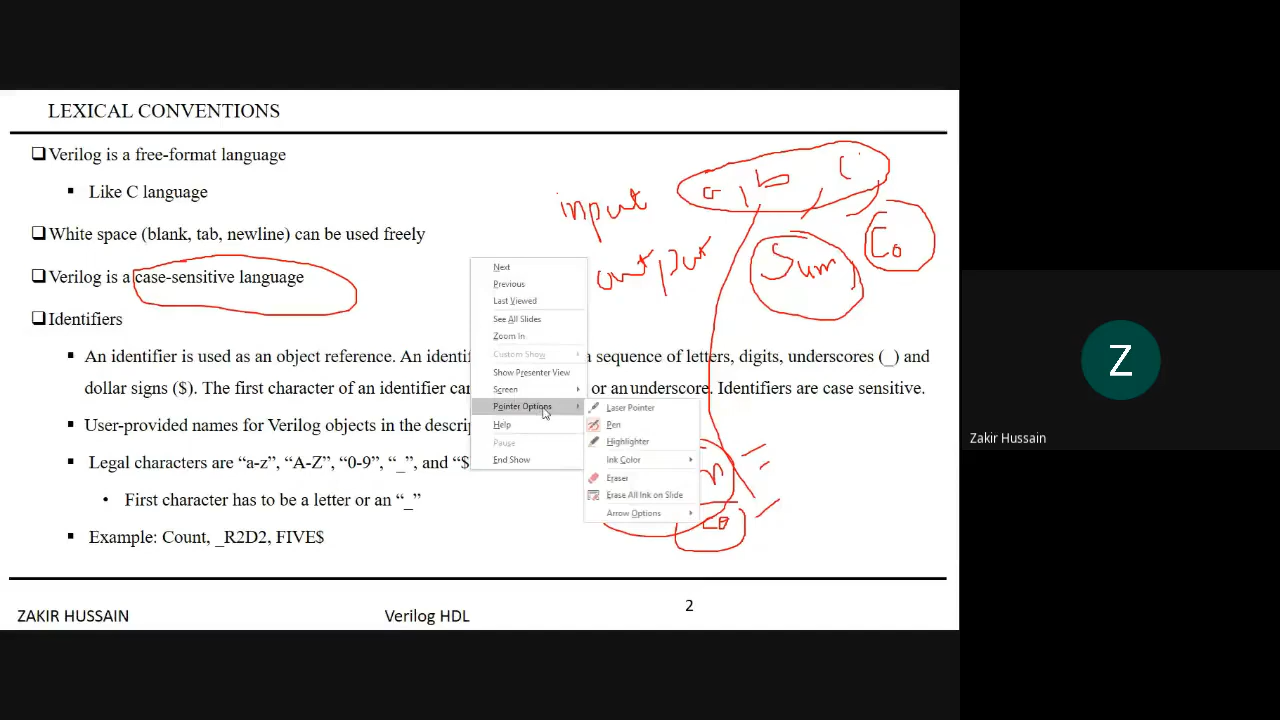 LEXICAL CONVENTIONS
❑Verilog is a free-format language
▪ Like C language
❑White space (blank, tab, newline) can be used freely
❑Verilog is a case-sensitive language
❑Identifiers
▪ An identifier is used as an object reference. An identif a sequence of letters, digits, underscores (_) and
dollar signs ($). The first character of an identifier can or an underscore. Identifiers are case sensitive.
▪ User-provided names for Verilog objects in the descrip
▪ Legal characters are “a-z”, “A-Z”, “0-9”, “_”, and “$
• First character has to be a letter or an “_”
▪ Example: Count, _R2D2, FIVE$
input a, b, C
output Sum, Co
Next
Previous
Last Viewed
See All Slides
Zoom In
Custom Show
Show Presenter View
Screen
Pointer Options
Help
Pause
End Show
Laser Pointer
Pen
Highlighter
Ink Color
Eraser
Erase All Ink on Slide
Arrow Options
ZAKIR HUSSAIN Verilog HDL 2
Z
Zakir Hussain